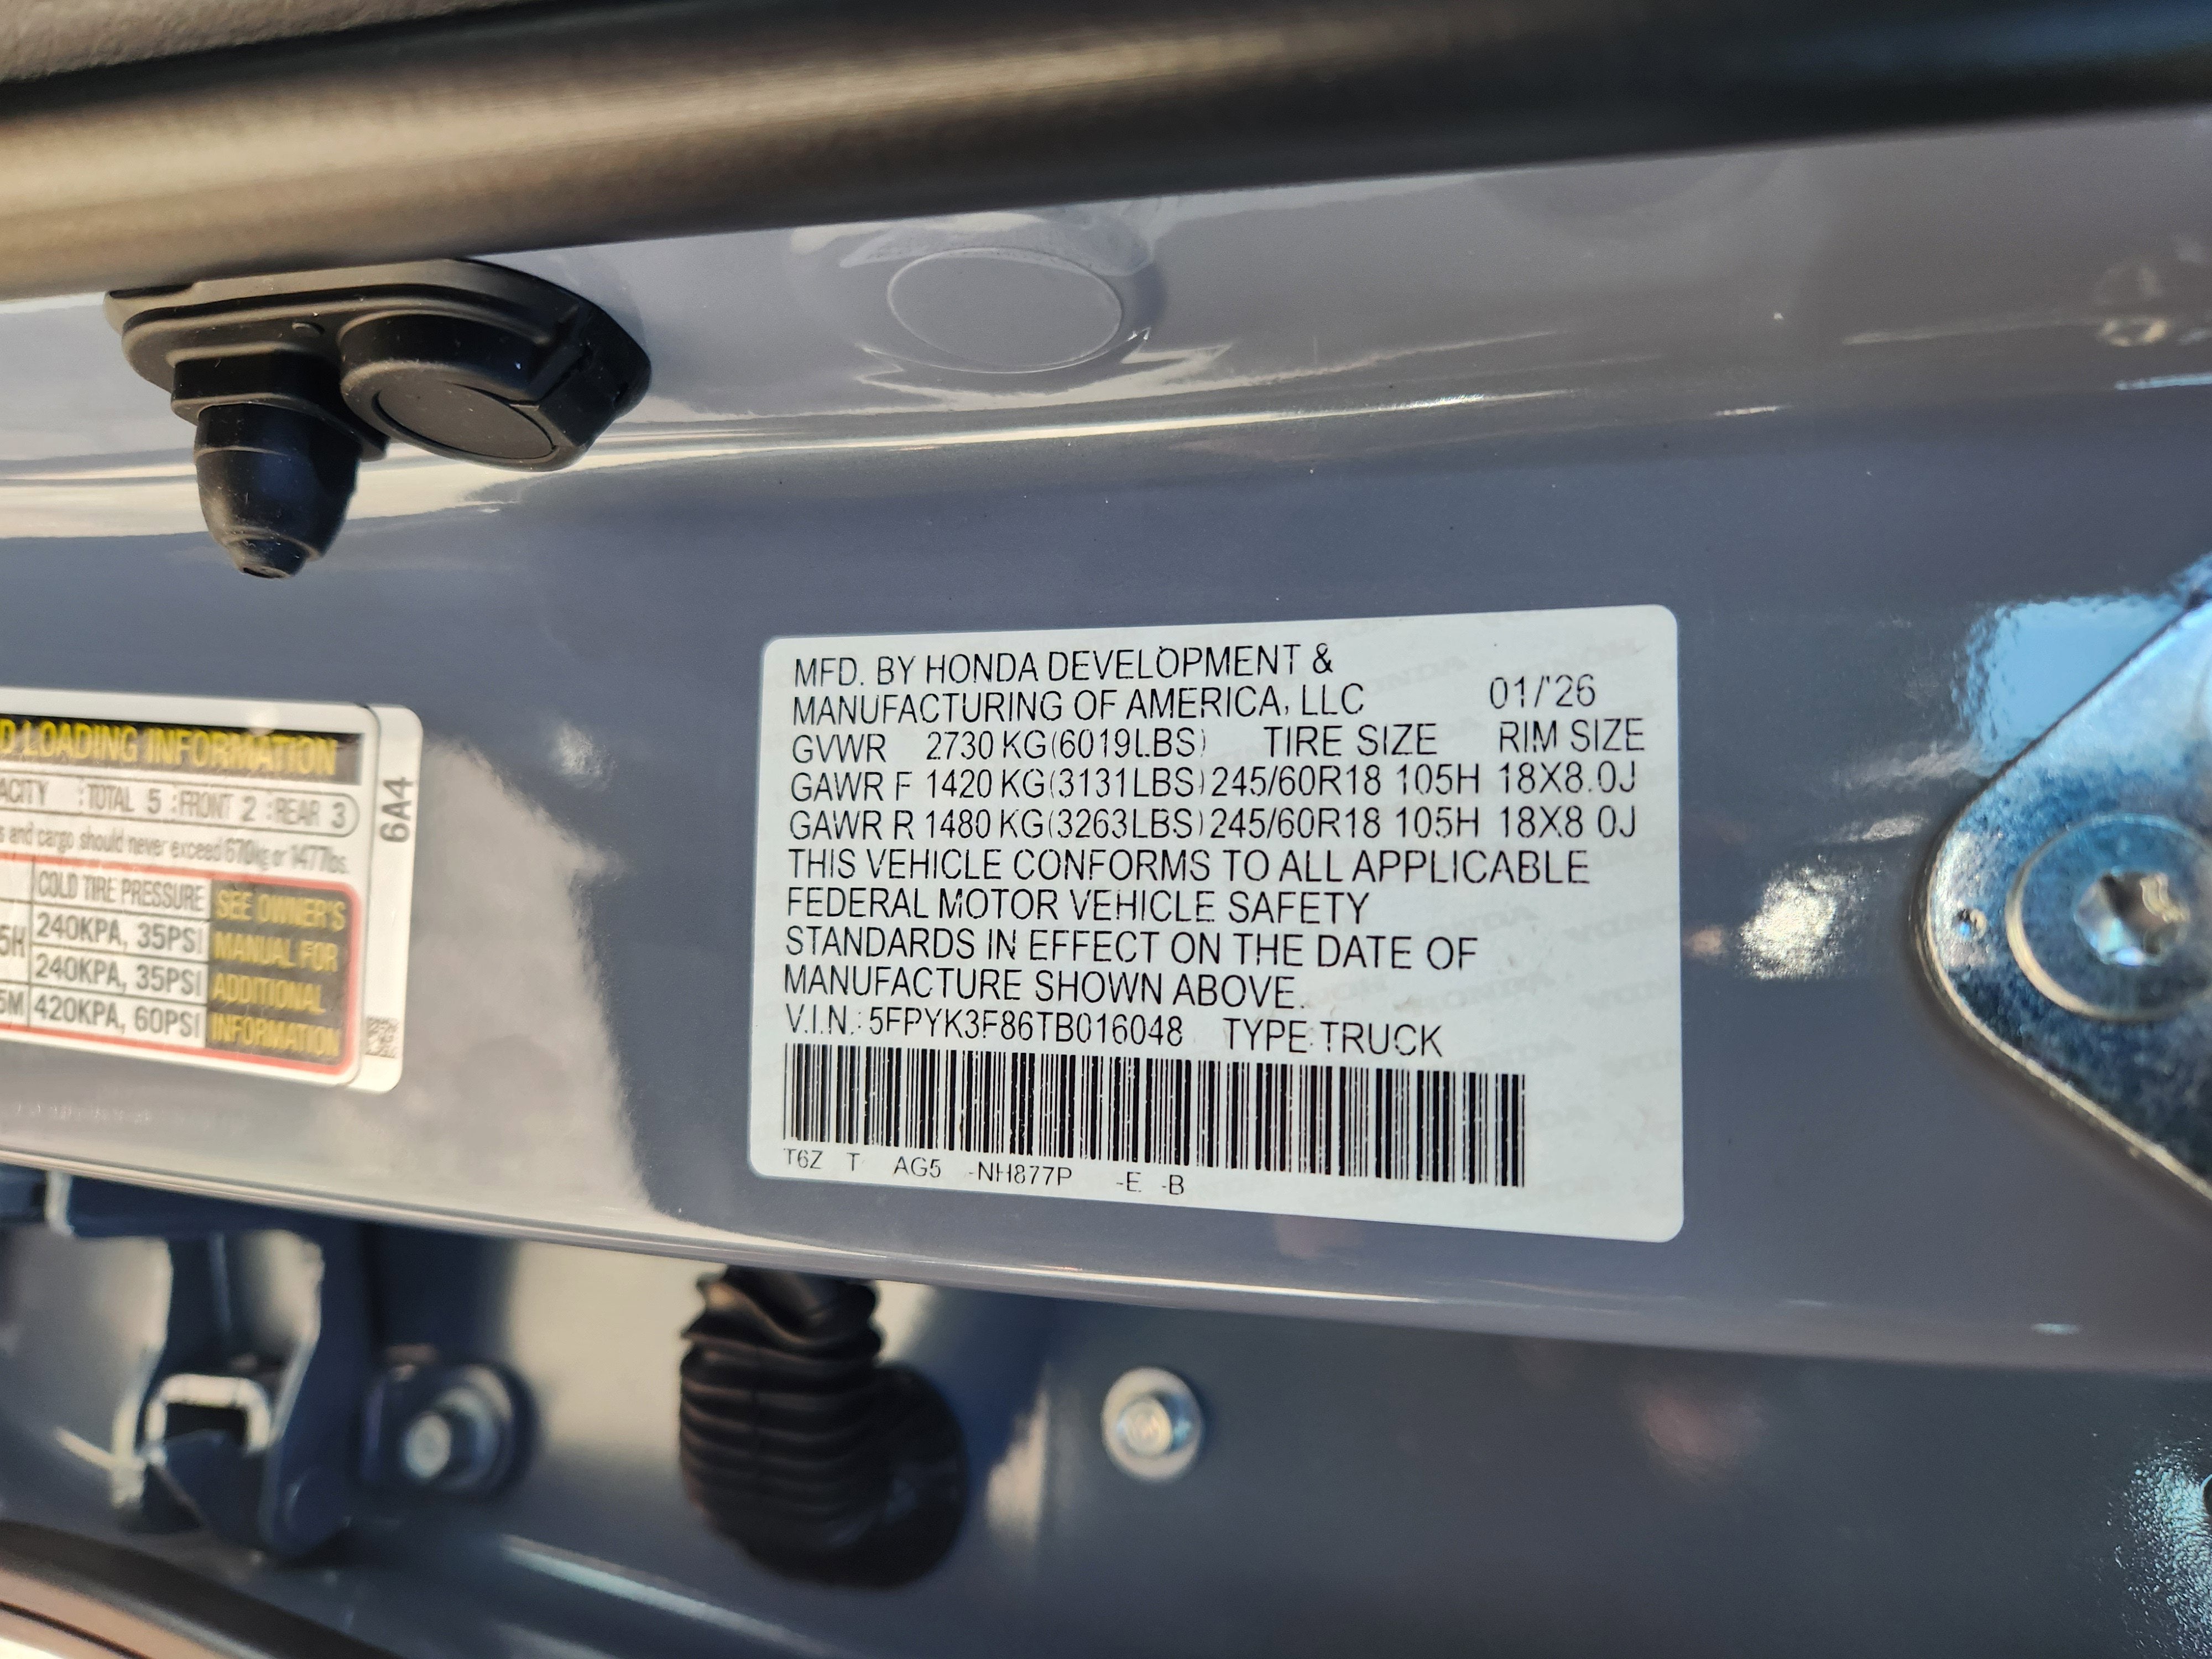 D LOADING INFORMATION
ACITY TOTAL 5 FRONT 2 REAR 3
s and cargo should never exceed 670kg or 1477lbs.
COLD TIRE PRESSURE
5H 240KPA, 35PSI
240KPA, 35PSI
5M 420KPA, 60PSI
SEE OWNER'S
MANUAL FOR
ADDITIONAL
INFORMATION
6A4
MFD. BY HONDA DEVELOPMENT &
MANUFACTURING OF AMERICA, LLC 01/'26
GVWR 2730 KG(6019LBS) TIRE SIZE RIM SIZE
GAWR F 1420 KG(3131LBS) 245/60R18 105H 18X8.0J
GAWR R 1480 KG(3263LBS) 245/60R18 105H 18X8.0J
THIS VEHICLE CONFORMS TO ALL APPLICABLE
FEDERAL MOTOR VEHICLE SAFETY
STANDARDS IN EFFECT ON THE DATE OF
MANUFACTURE SHOWN ABOVE.
V.I.N.: 5FPYK3F86TB016048 TYPE:TRUCK
T6Z T AG5 -NH877P -E -B